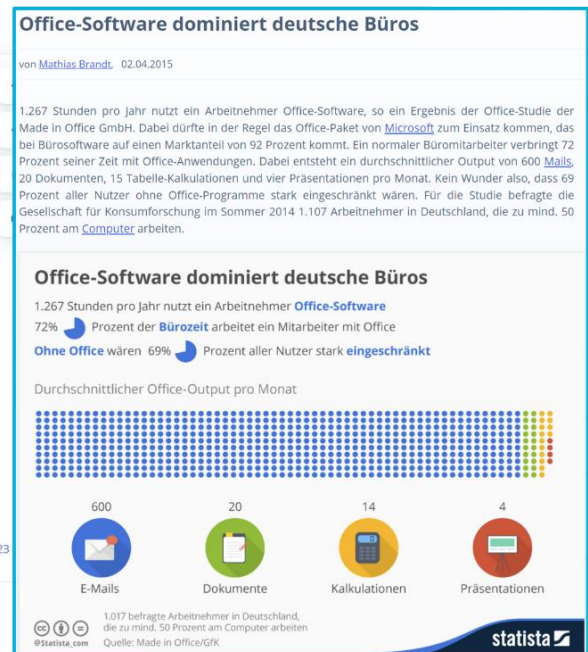 Office-Software dominiert deutsche Büros
von Mathias Brandt, 02.04.2015
1.267 Stunden pro Jahr nutzt ein Arbeitnehmer Office-Software, so ein Ergebnis der Office-Studie der
Made in Office GmbH. Dabei dürfte in der Regel das Office-Paket von Microsoft zum Einsatz kommen, das
bei Bürosoftware auf einen Marktanteil von 92 Prozent kommt. Ein normaler Büromitarbeiter verbringt 72
Prozent seiner Zeit mit Office-Anwendungen. Dabei entsteht ein durchschnittlicher Output von 600 Mails,
20 Dokumenten, 15 Tabelle-Kalkulationen und vier Präsentationen pro Monat. Kein Wunder also, dass 69
Prozent aller Nutzer ohne Office-Programme stark eingeschränkt wären. Für die Studie befragte die
Gesellschaft für Konsumforschung im Sommer 2014 1.107 Arbeitnehmer in Deutschland, die zu mind. 50
Prozent am Computer arbeiten.
Office-Software dominiert deutsche Büros
1.267 Stunden pro Jahr nutzt ein Arbeitnehmer Office-Software
72% Prozent der Bürozeit arbeitet ein Mitarbeiter mit Office
Ohne Office wären 69% Prozent aller Nutzer stark eingeschränkt
Durchschnittlicher Office-Output pro Monat
600 20 14 4
E-Mails Dokumente Kalkulationen Präsentationen
23
1.017 befragte Arbeitnehmer in Deutschland,
die zu mind. 50 Prozent am Computer arbeiten
@Statista_com Quelle: Made in Office/GfK
statista